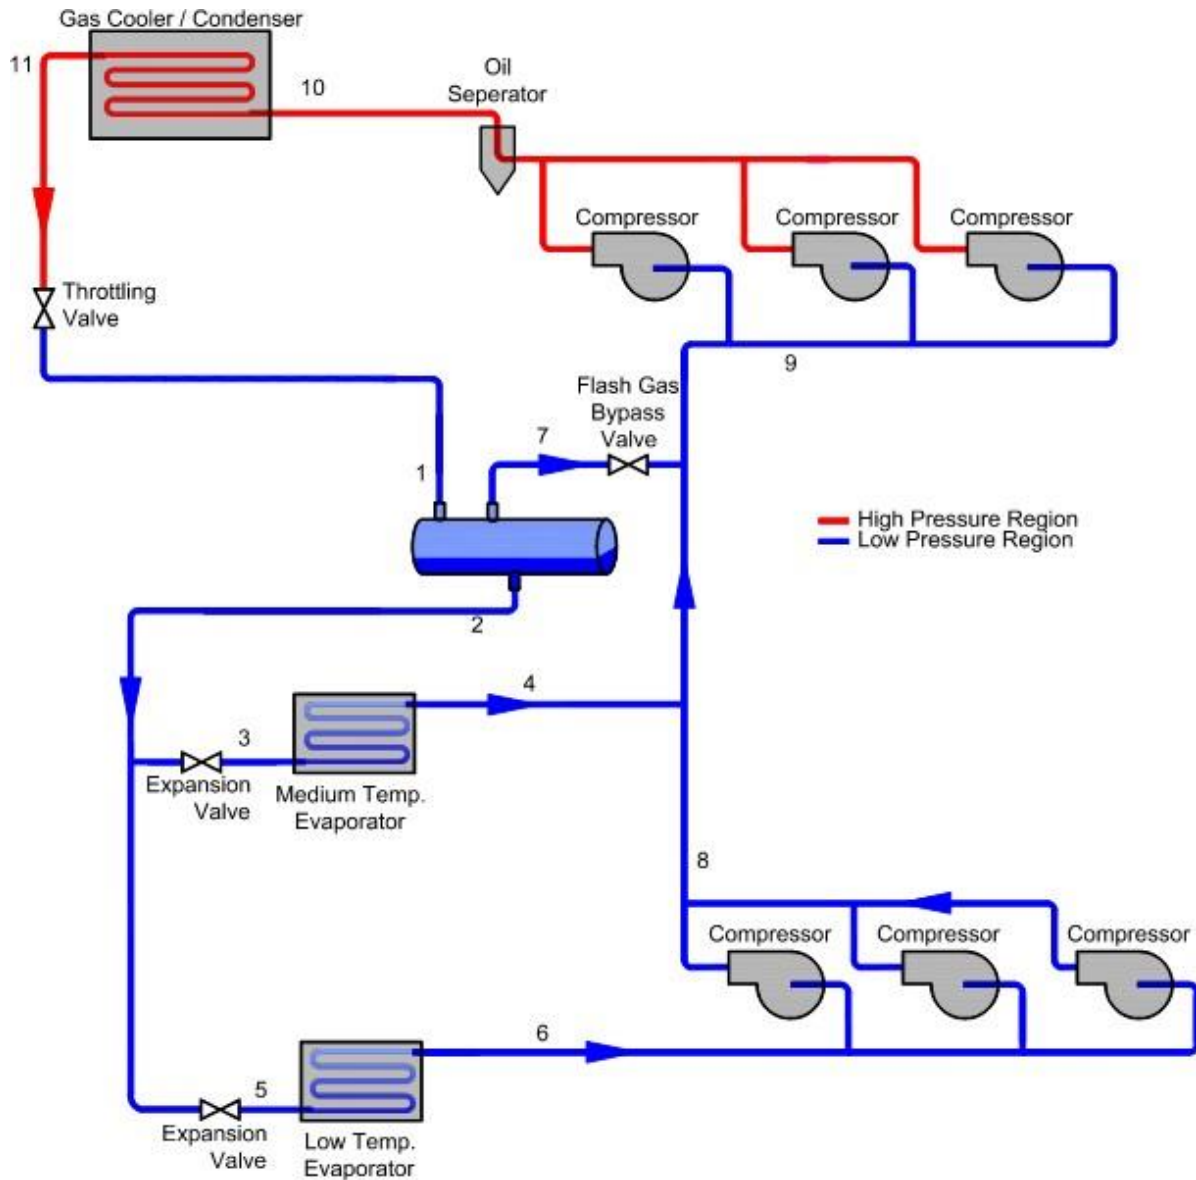 Gas Cooler / Condenser
11
10
Oil
Seperator
Compressor
Compressor
Compressor
Throttling
Valve
9
Flash Gas
Bypass
Valve
7
1
High Pressure Region
Low Pressure Region
2
4
3
Expansion
Valve
Medium Temp.
Evaporator
8
Compressor
Compressor
Compressor
6
5
Expansion
Valve
Low Temp.
Evaporator